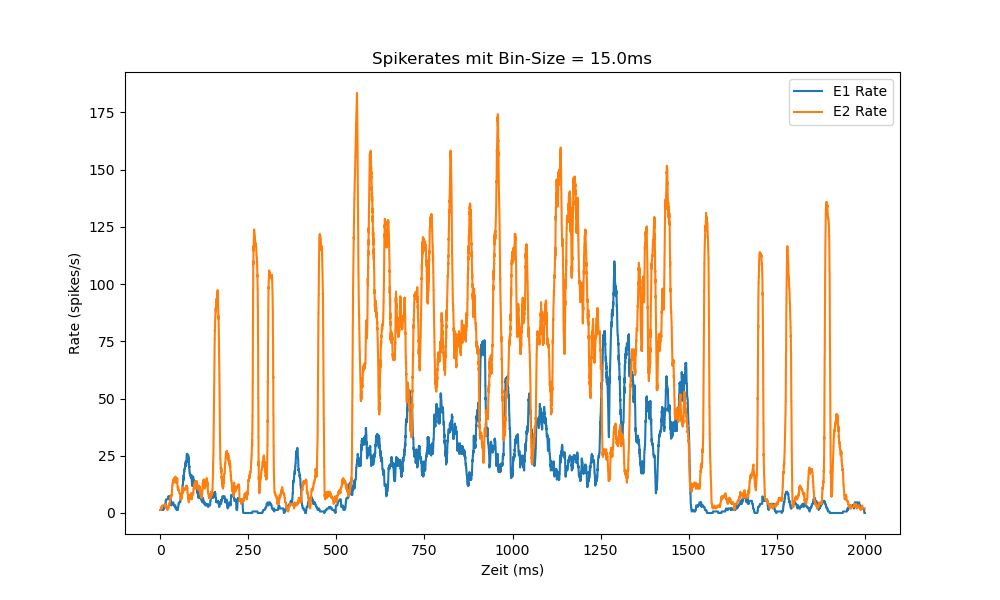 Spikerates mit Bin-Size = 15.0ms
E1 Rate
E2 Rate
Rate (spikes/s)
175
150
125
100
75
50
25
0
0 250 500 750 1000 1250 1500 1750 2000
Zeit (ms)